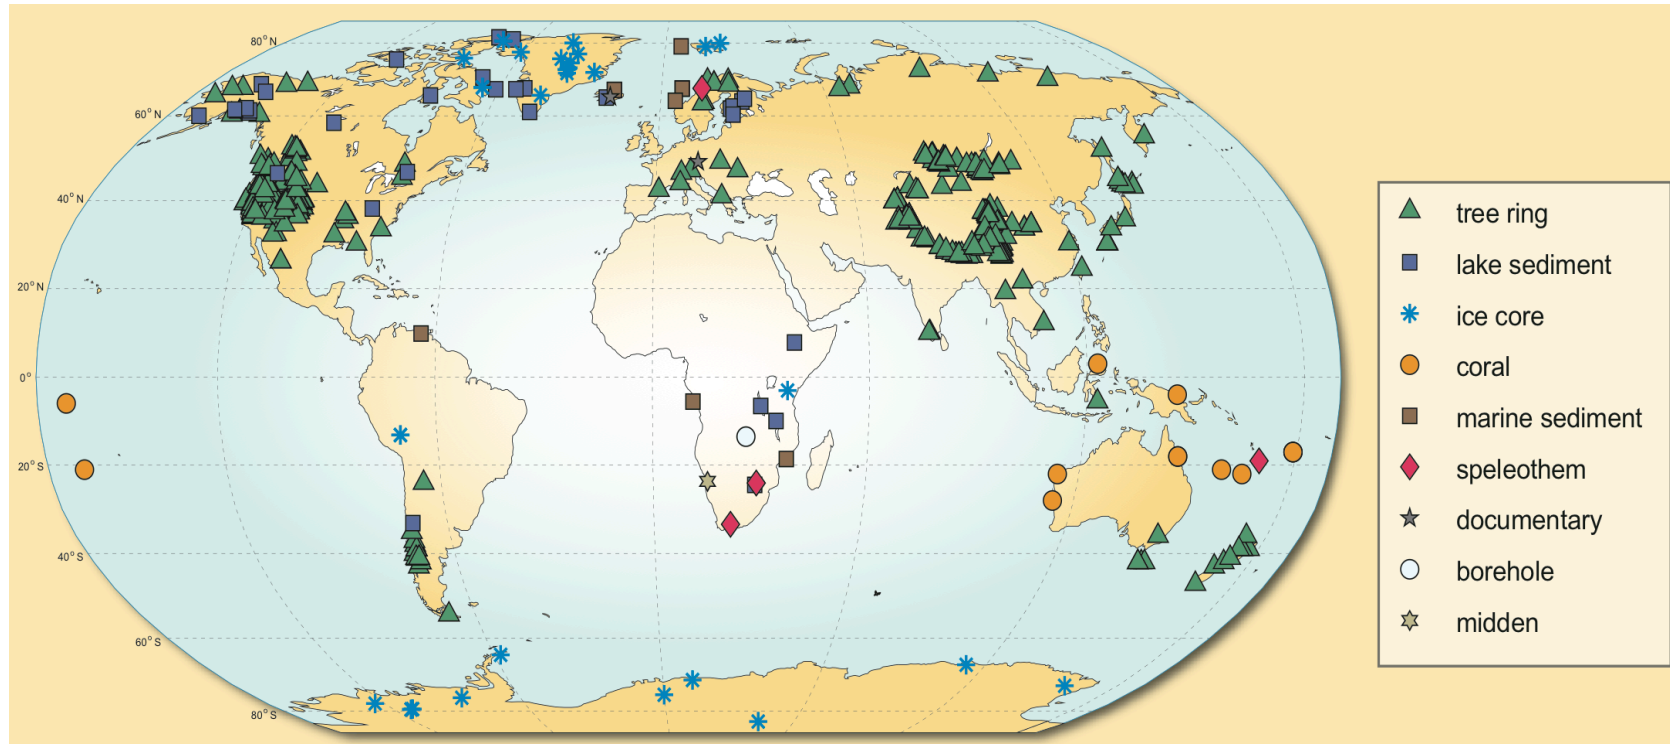 80° N
60° N
40° N
20° N
0°
20° S
40° S
60° S
80° S
tree ring
lake sediment
ice core
coral
marine sediment
speleothem
documentary
borehole
midden